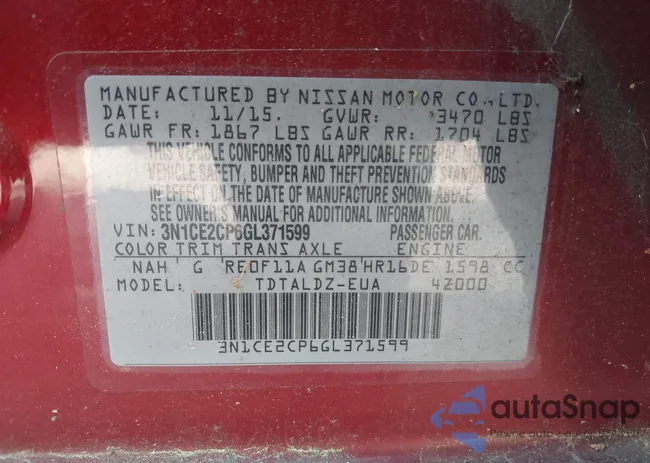 MANUFACTURED BY NISSAN MOTOR CO., LTD.
DATE: 11/15. GVWR: 3470 LBS
GAWR FR: 1867 LBS GAWR RR: 1704 LBS
THIS VEHICLE CONFORMS TO ALL APPLICABLE FEDERAL MOTOR
VEHICLE SAFETY, BUMPER AND THEFT PREVENTION STANDARDS
IN EFFECT ON THE DATE OF MANUFACTURE SHOWN ABOVE.
SEE OWNER'S MANUAL FOR ADDITIONAL INFORMATION.
VIN: 3N1CE2CP6GL371599 PASSENGER CAR.
COLOR TRIM TRANS AXLE ENGINE
NAH G RE0F11A GM38 HR16DE 1598 CC
MODEL: TDTALDZ-EUA 42000
3N1CE2CP6GL371599
autaSnap